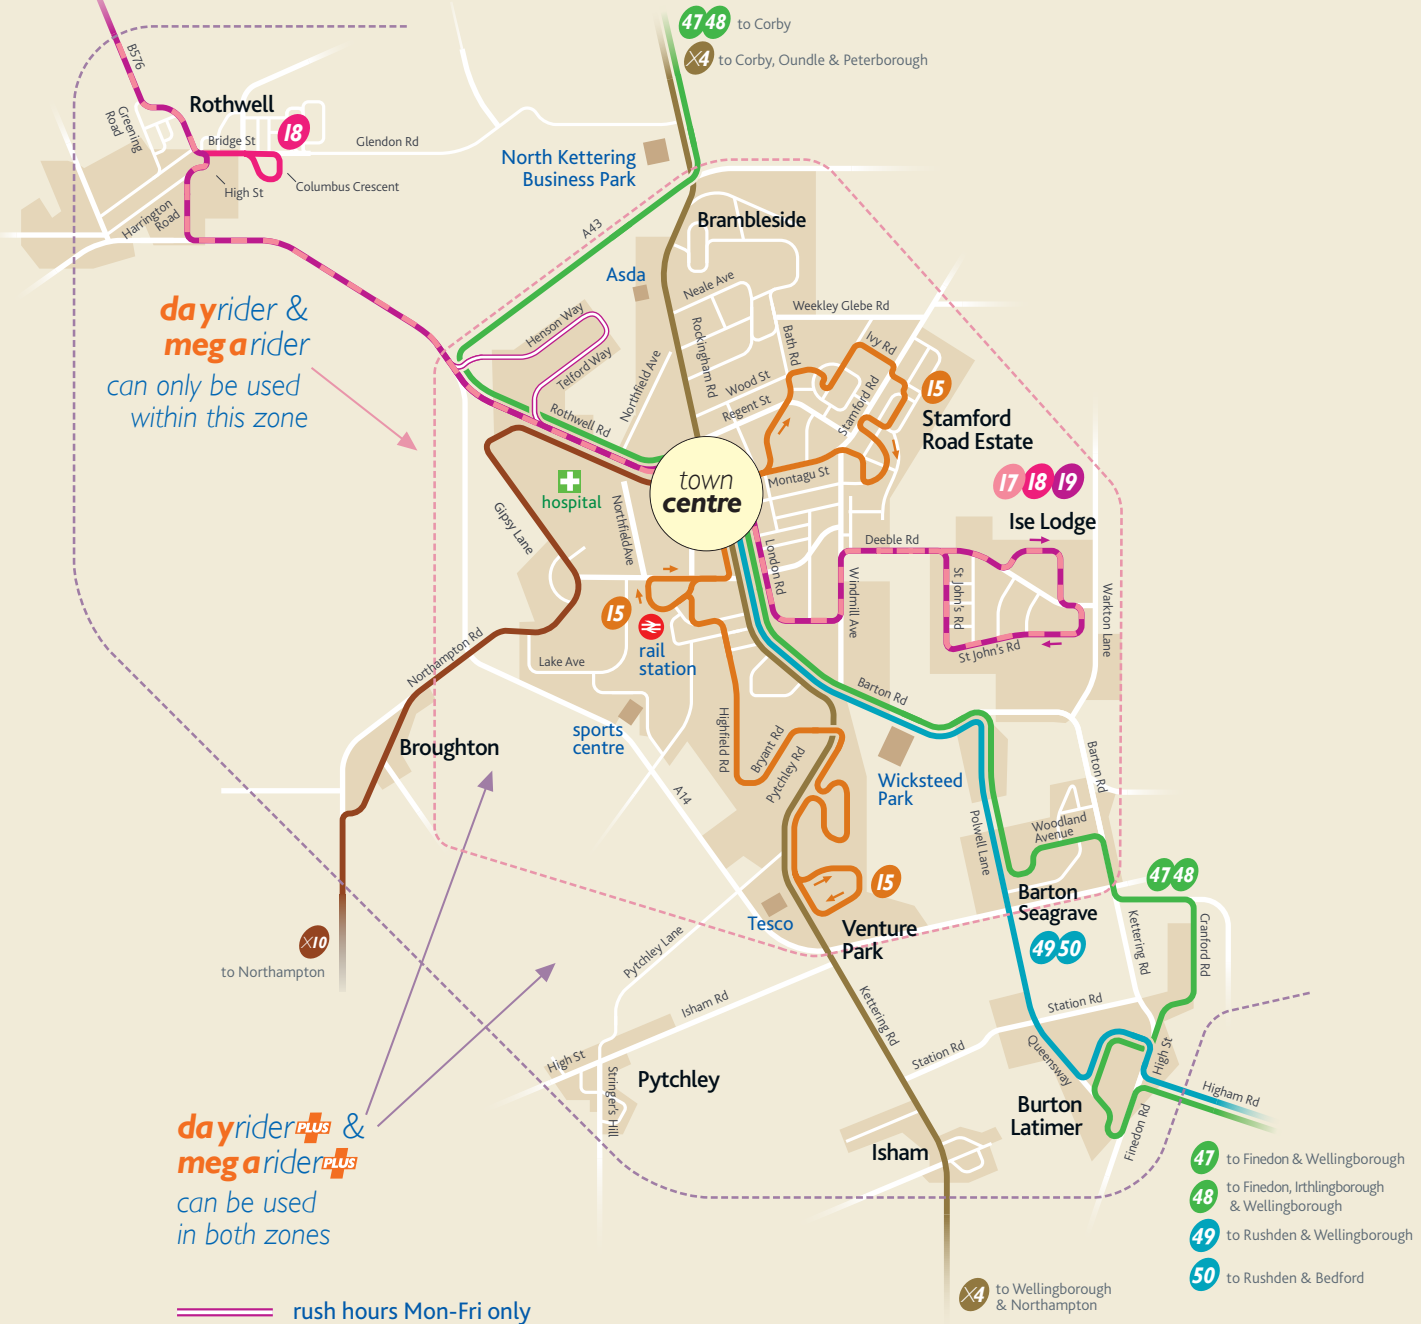 47 48 to Corby
X4 to Corby, Oundle & Peterborough
B576
Rothwell
18
Greening
Road
Bridge St
Glendon Rd
High St
Columbus Crescent
Harrington
Road
North Kettering
Business Park
A43
Brambleside
Asda
Neale Ave
Weekley Glebe Rd
dayrider &
megarider
can only be used
within this zone
Henson Way
Telford Way
Northfield Ave
Rockingham Rd
Bath Rd
Ivy Rd
Wood St
Regent St
Stamford Rd
15
Stamford
Road Estate
Rothwell Rd
town
centre
Montagu St
hospital
17 18 19
Ise Lodge
Gipsy Lane
Northfield Ave
London Rd
Deeble Rd
Windmill Ave
St John's Rd
St John's Rd
Warkton Lane
15
rail
station
Northampton Rd
Lake Ave
sports
centre
Highfield Rd
Bryant Rd
Pytchley Rd
Barton Rd
Wicksteed
Park
Barton Rd
Broughton
A14
Polwell Lane
Woodland
Avenue
Barton
Seagrave
47 48
49 50
15
Tesco
Venture
Park
Kettering Rd
Cranford Rd
X10
to Northampton
Pytchley Lane
Isham Rd
Kettering Rd
Station Rd
Station Rd
Queensway
High St
High St
Stringer's Hill
Pytchley
Higham Rd
Burton
Latimer
Finedon Rd
Isham
dayrider PLUS &
megarider PLUS
can be used
in both zones
47 to Finedon & Wellingborough
48 to Finedon, Irthlingborough
& Wellingborough
49 to Rushden & Wellingborough
50 to Rushden & Bedford
X4 to Wellingborough
& Northampton
rush hours Mon-Fri only